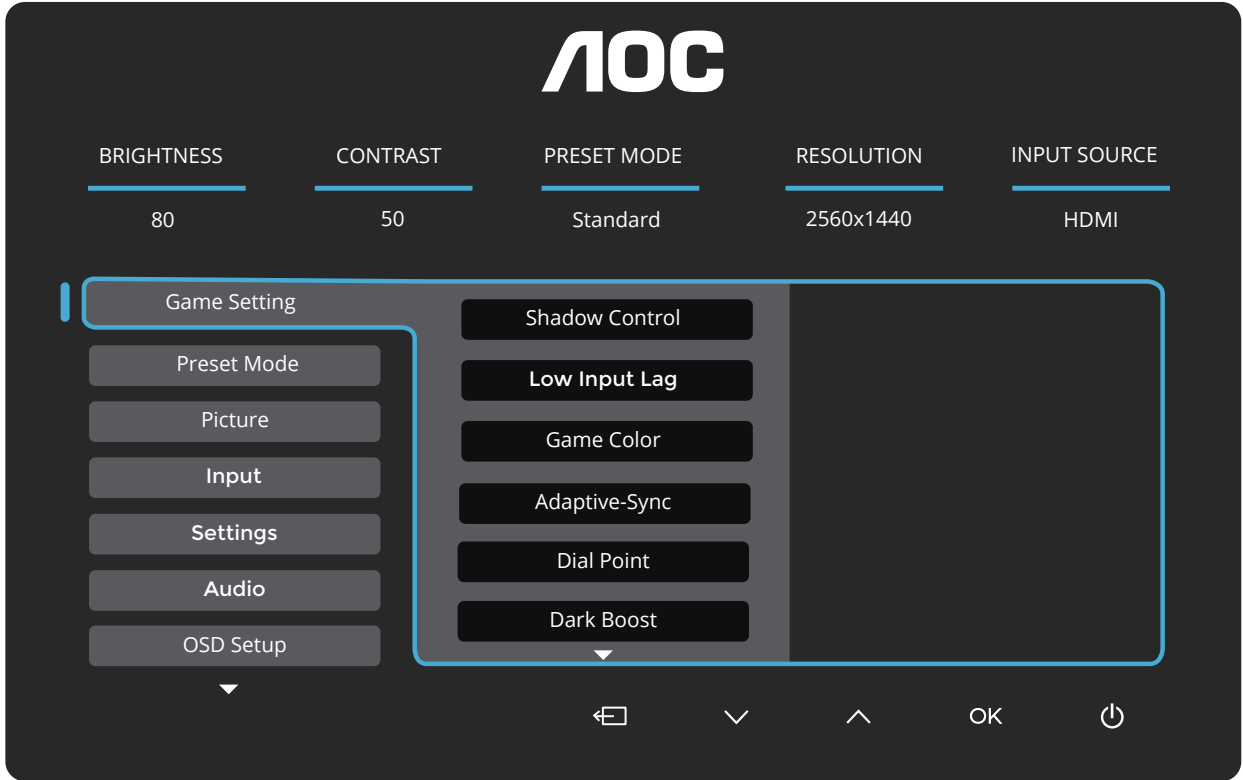 AOC
BRIGHTNESS CONTRAST PRESET MODE RESOLUTION INPUT SOURCE
80 50 Standard 2560x1440 HDMI
Game Setting
Preset Mode
Picture
Input
Settings
Audio
OSD Setup
Shadow Control
Low Input Lag
Game Color
Adaptive-Sync
Dial Point
Dark Boost
OK